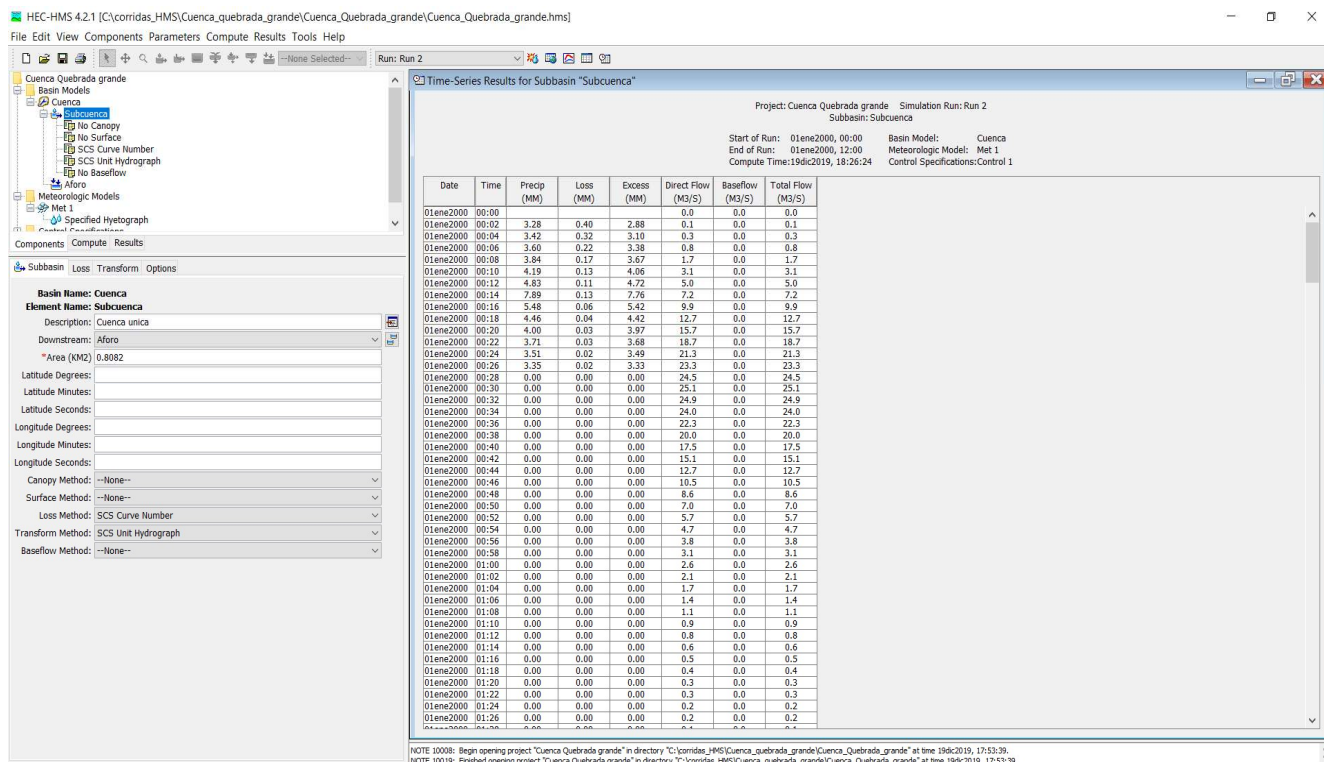 HEC-HMS 4.2.1 [C:\corridas_HMS\Cuenca_quebrada_grande\Cuenca_Quebrada_grande\Cuenca_Quebrada_grande.hms]
File Edit View Components Parameters Compute Results Tools Help
--None Selected-- Run: Run 2
Cuenca Quebrada grande
Basin Models
Cuenca
Subcuenca
No Canopy
No Surface
SCS Curve Number
SCS Unit Hydrograph
No Baseflow
Aforo
Meteorologic Models
Met 1
Specified Hyetograph
Control Specifications
Components Compute Results
Subbasin Loss Transform Options
Basin Name: Cuenca
Element Name: Subcuenca
Description: Cuenca unica
Downstream: Aforo
*Area (KM2) 0.8082
Latitude Degrees:
Latitude Minutes:
Latitude Seconds:
Longitude Degrees:
Longitude Minutes:
Longitude Seconds:
Canopy Method: --None--
Surface Method: --None--
Loss Method: SCS Curve Number
Transform Method: SCS Unit Hydrograph
Baseflow Method: --None--
Time-Series Results for Subbasin "Subcuenca"
Project: Cuenca Quebrada grande Simulation Run: Run 2
Subbasin: Subcuenca
Start of Run: 01ene2000, 00:00 Basin Model: Cuenca
End of Run: 01ene2000, 12:00 Meteorologic Model: Met 1
Compute Time:19dic2019, 18:26:24 Control Specifications:Control 1
Date Time Precip Loss Excess Direct Flow Baseflow Total Flow
(MM) (MM) (MM) (M3/S) (M3/S) (M3/S)
01ene2000 00:00 0.0 0.0 0.0
01ene2000 00:02 3.28 0.40 2.88 0.1 0.0 0.1
01ene2000 00:04 3.42 0.32 3.10 0.3 0.0 0.3
01ene2000 00:06 3.60 0.22 3.38 0.8 0.0 0.8
01ene2000 00:08 3.84 0.17 3.67 1.7 0.0 1.7
01ene2000 00:10 4.19 0.13 4.06 3.1 0.0 3.1
01ene2000 00:12 4.83 0.11 4.72 5.0 0.0 5.0
01ene2000 00:14 7.89 0.13 7.76 7.2 0.0 7.2
01ene2000 00:16 5.48 0.06 5.42 9.9 0.0 9.9
01ene2000 00:18 4.46 0.04 4.42 12.7 0.0 12.7
01ene2000 00:20 4.00 0.03 3.97 15.7 0.0 15.7
01ene2000 00:22 3.71 0.03 3.68 18.7 0.0 18.7
01ene2000 00:24 3.51 0.02 3.49 21.3 0.0 21.3
01ene2000 00:26 3.35 0.02 3.33 23.3 0.0 23.3
01ene2000 00:28 0.00 0.00 0.00 24.5 0.0 24.5
01ene2000 00:30 0.00 0.00 0.00 25.1 0.0 25.1
01ene2000 00:32 0.00 0.00 0.00 24.9 0.0 24.9
01ene2000 00:34 0.00 0.00 0.00 24.0 0.0 24.0
01ene2000 00:36 0.00 0.00 0.00 22.3 0.0 22.3
01ene2000 00:38 0.00 0.00 0.00 20.0 0.0 20.0
01ene2000 00:40 0.00 0.00 0.00 17.5 0.0 17.5
01ene2000 00:42 0.00 0.00 0.00 15.1 0.0 15.1
01ene2000 00:44 0.00 0.00 0.00 12.7 0.0 12.7
01ene2000 00:46 0.00 0.00 0.00 10.5 0.0 10.5
01ene2000 00:48 0.00 0.00 0.00 8.6 0.0 8.6
01ene2000 00:50 0.00 0.00 0.00 7.0 0.0 7.0
01ene2000 00:52 0.00 0.00 0.00 5.7 0.0 5.7
01ene2000 00:54 0.00 0.00 0.00 4.7 0.0 4.7
01ene2000 00:56 0.00 0.00 0.00 3.8 0.0 3.8
01ene2000 00:58 0.00 0.00 0.00 3.1 0.0 3.1
01ene2000 01:00 0.00 0.00 0.00 2.6 0.0 2.6
01ene2000 01:02 0.00 0.00 0.00 2.1 0.0 2.1
01ene2000 01:04 0.00 0.00 0.00 1.7 0.0 1.7
01ene2000 01:06 0.00 0.00 0.00 1.4 0.0 1.4
01ene2000 01:08 0.00 0.00 0.00 1.1 0.0 1.1
01ene2000 01:10 0.00 0.00 0.00 0.9 0.0 0.9
01ene2000 01:12 0.00 0.00 0.00 0.8 0.0 0.8
01ene2000 01:14 0.00 0.00 0.00 0.6 0.0 0.6
01ene2000 01:16 0.00 0.00 0.00 0.5 0.0 0.5
01ene2000 01:18 0.00 0.00 0.00 0.4 0.0 0.4
01ene2000 01:20 0.00 0.00 0.00 0.3 0.0 0.3
01ene2000 01:22 0.00 0.00 0.00 0.3 0.0 0.3
01ene2000 01:24 0.00 0.00 0.00 0.2 0.0 0.2
01ene2000 01:26 0.00 0.00 0.00 0.2 0.0 0.2
NOTE 10008: Begin opening project "Cuenca Quebrada grande" in directory "C:\corridas_HMS\Cuenca_quebrada_grande\Cuenca_Quebrada_grande" at time 19dic2019, 17:53:39.
NOTE 10019: Finished opening project "Cuenca Quebrada grande" in directory "C:\corridas_HMS\Cuenca_quebrada_grande\Cuenca_Quebrada_grande" at time 19dic2019, 17:53:39.